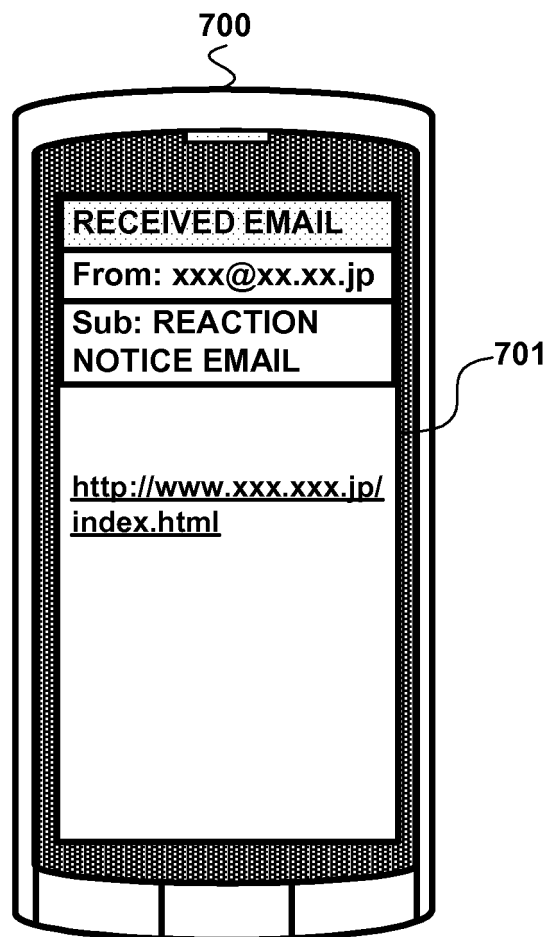 700
RECEIVED EMAIL
From: xxx@xx.xx.jp
Sub: REACTION
NOTICE EMAIL
701
http://www.xxx.xxx.jp/
index.html